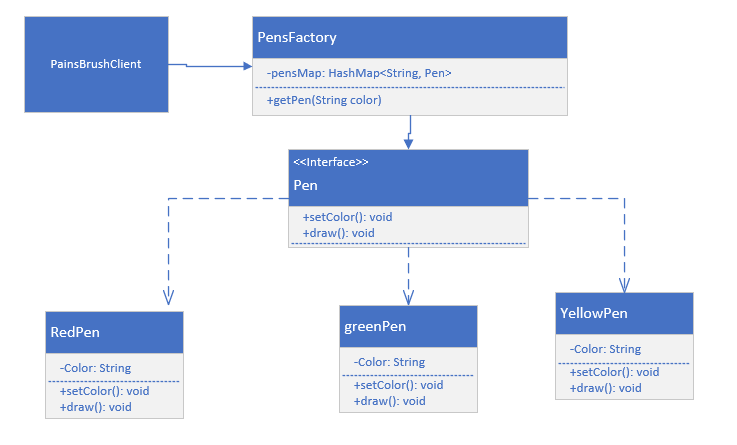 PainsBrushClient
PensFactory
-pensMap: HashMap<String, Pen>
+getPen(String color)
<<Interface>>
Pen
+setColor(): void
+draw(): void
RedPen
-Color: String
+setColor(): void
+draw(): void
greenPen
-Color: String
+setColor(): void
+draw(): void
YellowPen
-Color: String
+setColor(): void
+draw(): void